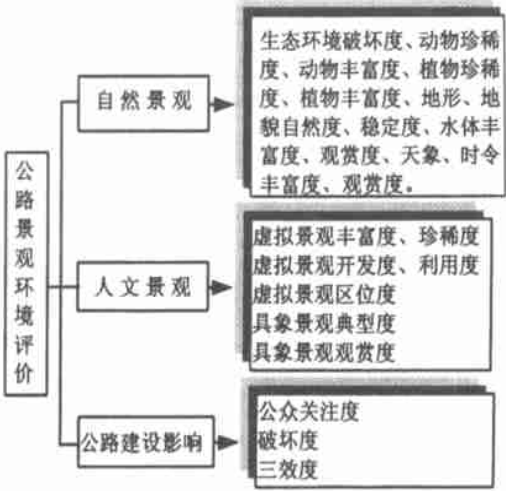 公路景观环境评价
自然景观
生态环境破坏度、动物珍稀
度、动物丰富度、植物珍稀
度、植物丰富度、地形、地
貌自然度、稳定度、水体丰
富度、观赏度、天象、时令
丰富度、观赏度。
人文景观
虚拟景观丰富度、珍稀度
虚拟景观开发度、利用度
虚拟景观区位度
具象景观典型度
具象景观观赏度
公路建设影响
公众关注度
破坏度
三效度